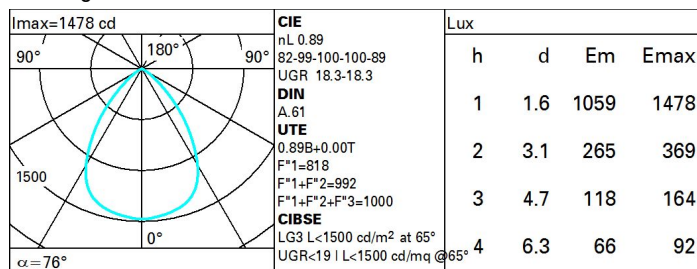 Imax=1478 cd
90°
180°
90°
1500
0°
α=76°
CIE
nL 0.89
82-99-100-100-89
UGR 18.3-18.3
DIN
A.61
UTE
0.89B+0.00T
F"1=818
F"1+F"2=992
F"1+F"2+F"3=1000
CIBSE
LG3 L<1500 cd/m² at 65°
UGR<19 | L<1500 cd/mq @65°
Lux
h d Em Emax
1 1.6 1059 1478
2 3.1 265 369
3 4.7 118 164
4 6.3 66 92